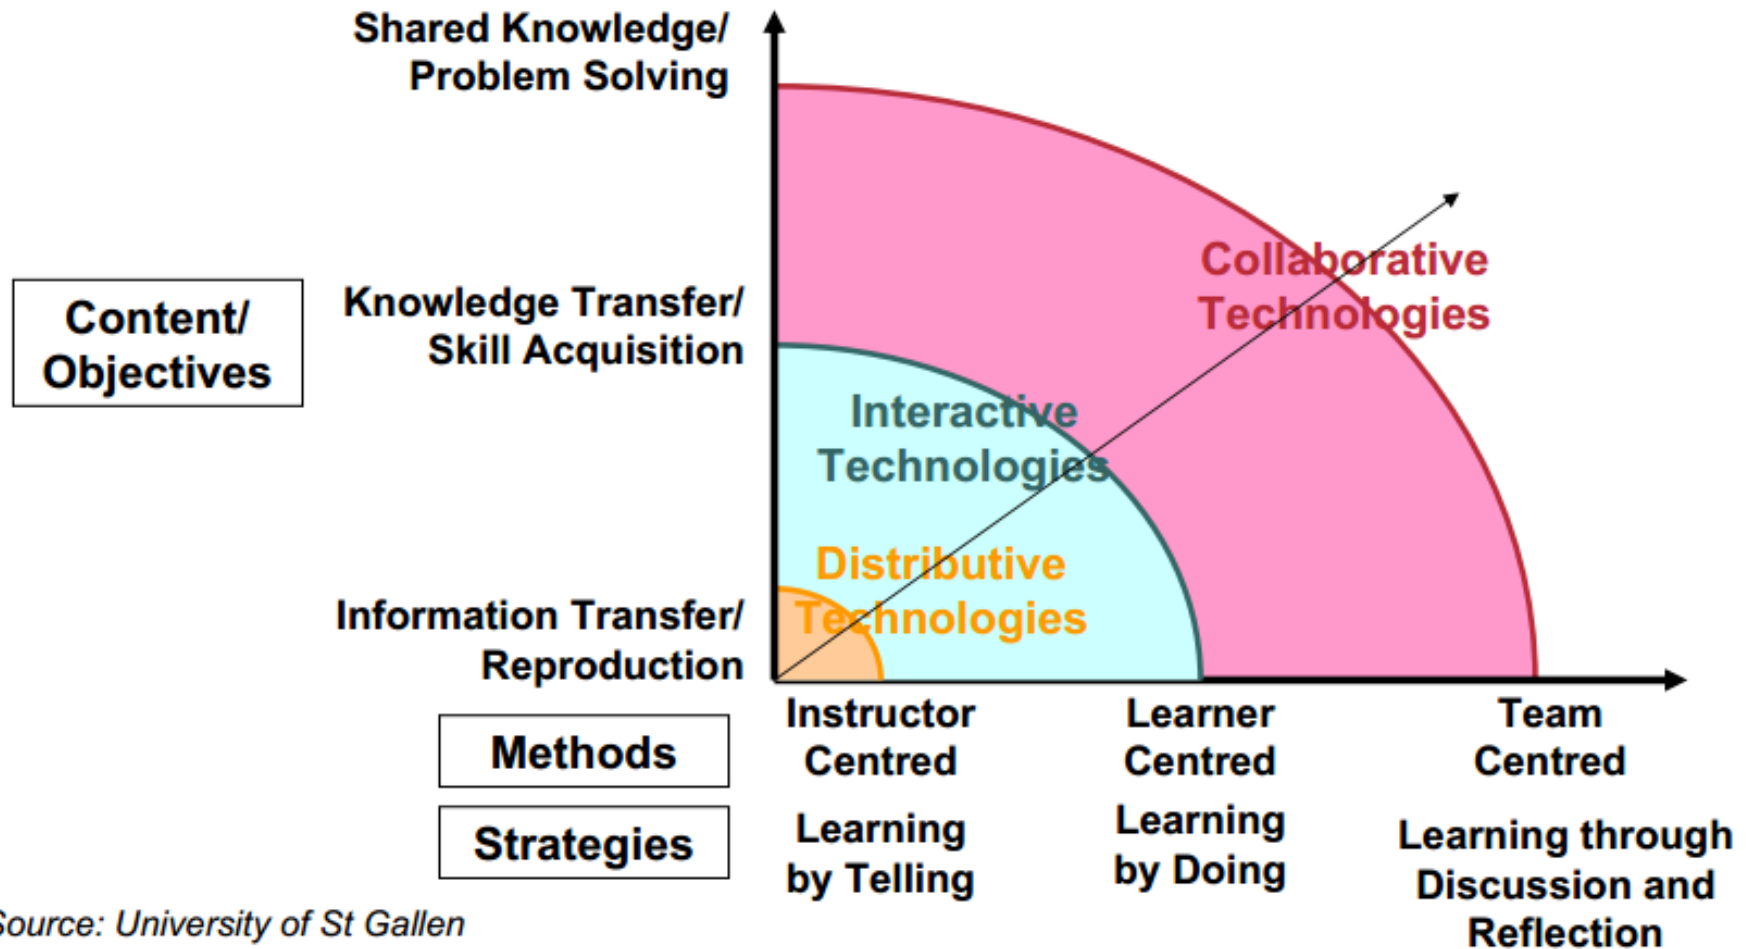 Shared Knowledge/
Problem Solving
Collaborative
Technologies
Content/
Objectives
Knowledge Transfer/
Skill Acquisition
Interactive
Technologies
Distributive
Technologies
Information Transfer/
Reproduction
Methods
Instructor
Centred
Learner
Centred
Team
Centred
Strategies
Learning
by Telling
Learning
by Doing
Learning through
Discussion and
Reflection
Source: University of St Gallen